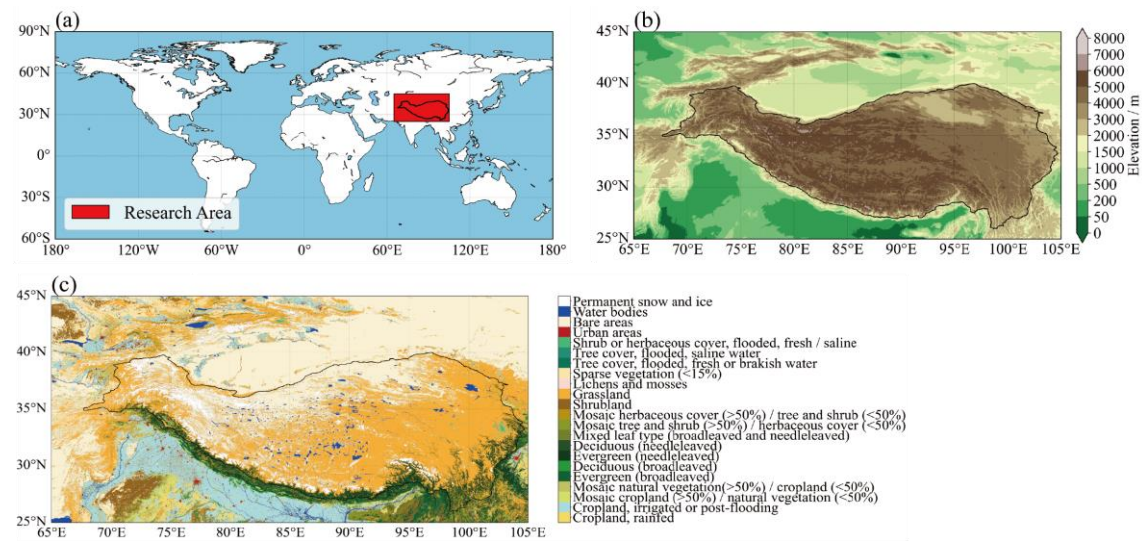 (a)
90°N
60°N
30°N
0°
30°S
60°S
180°
120°W
60°W
0°
60°E
120°E
180°
Research Area
(b)
45°N
40°N
35°N
30°N
25°N
65°E
70°E
75°E
80°E
85°E
90°E
95°E
100°E
105°E
8000
7000
6000
5000
4000
3000
2000
1500
1000
500
200
50
0
Elevation / m
(c)
45°N
40°N
35°N
30°N
25°N
65°E
70°E
75°E
80°E
85°E
90°E
95°E
100°E
105°E
Permanent snow and ice
Water bodies
Bare areas
Urban areas
Shrub or herbaceous cover, flooded, fresh / saline
Tree cover, flooded, saline water
Tree cover, flooded, fresh or brakish water
Sparse vegetation (<15%)
Lichens and mosses
Grassland
Shrubland
Mosaic herbaceous cover (>50%) / tree and shrub (<50%)
Mosaic tree and shrub (>50%) / herbaceous cover (<50%)
Mixed leaf type (broadleaved and needleleaved)
Deciduous (needleleaved)
Evergreen (needleleaved)
Deciduous (broadleaved)
Evergreen (broadleaved)
Mosaic natural vegetation(>50%) / cropland (<50%)
Mosaic cropland (>50%) / natural vegetation (<50%)
Cropland, irrigated or post-flooding
Cropland, rainfed